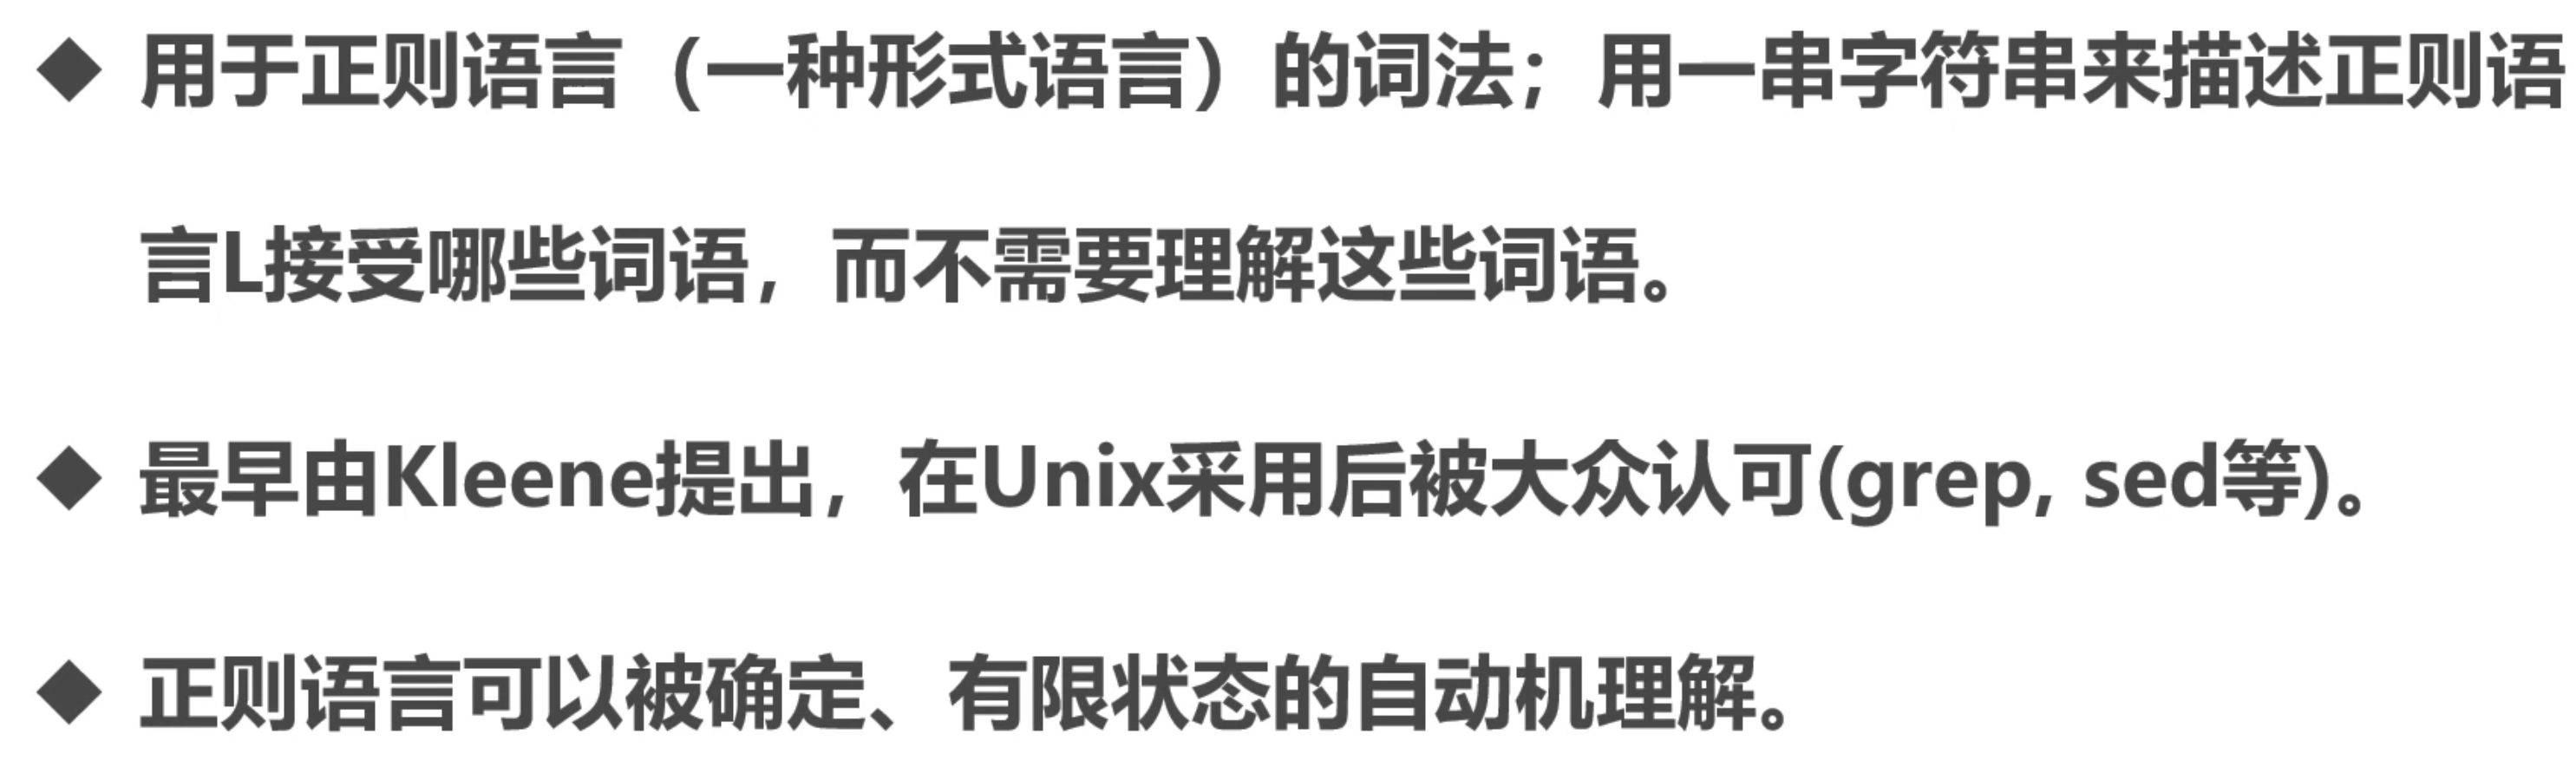 ◆ 用于正则语言（一种形式语言）的词法；用一串字符串来描述正则语
言L接受哪些词语，而不需要理解这些词语。
◆ 最早由Kleene提出，在Unix采用后被大众认可(grep, sed等)。
◆ 正则语言可以被确定、有限状态的自动机理解。